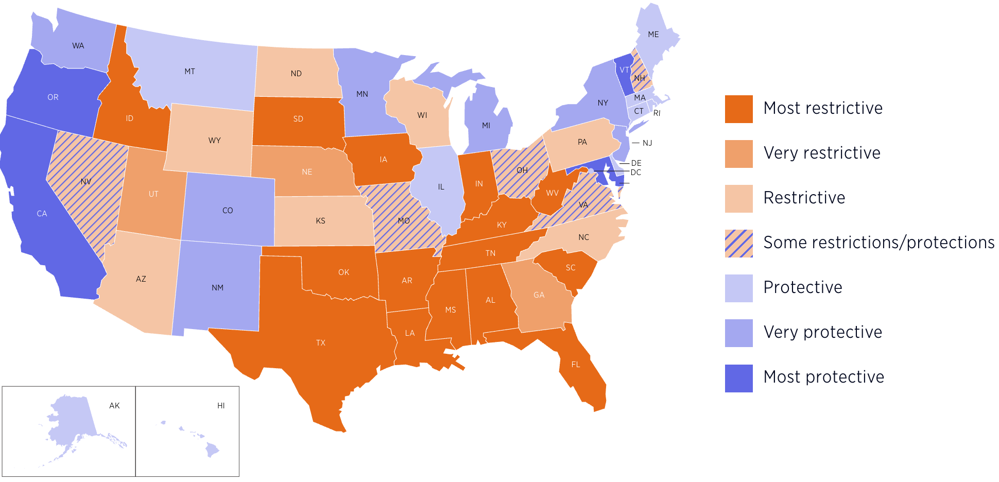 ME
WA
MT
ND
VT
NH
MN
OR
MA
NY
CT
RI
WI
ID
SD
MI
WY
PA
NJ
IA
DE
NE
OH
DC
NV
IN
IL
UT
WV
VA
CO
CA
KS
MO
KY
NC
TN
SC
OK
AZ
AR
NM
GA
AL
MS
LA
TX
FL
AK
HI
Most restrictive
Very restrictive
Restrictive
Some restrictions/protections
Protective
Very protective
Most protective